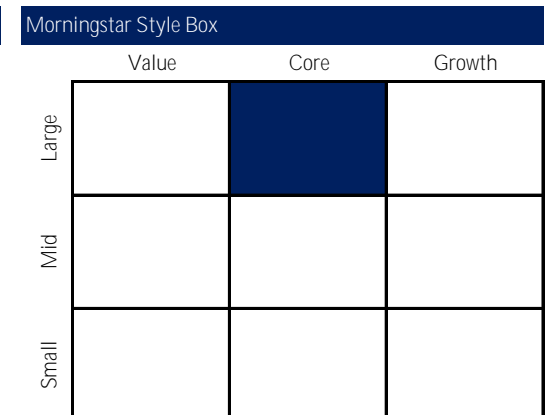 Morningstar Style Box
Value Core Growth
Large
Mid
Small